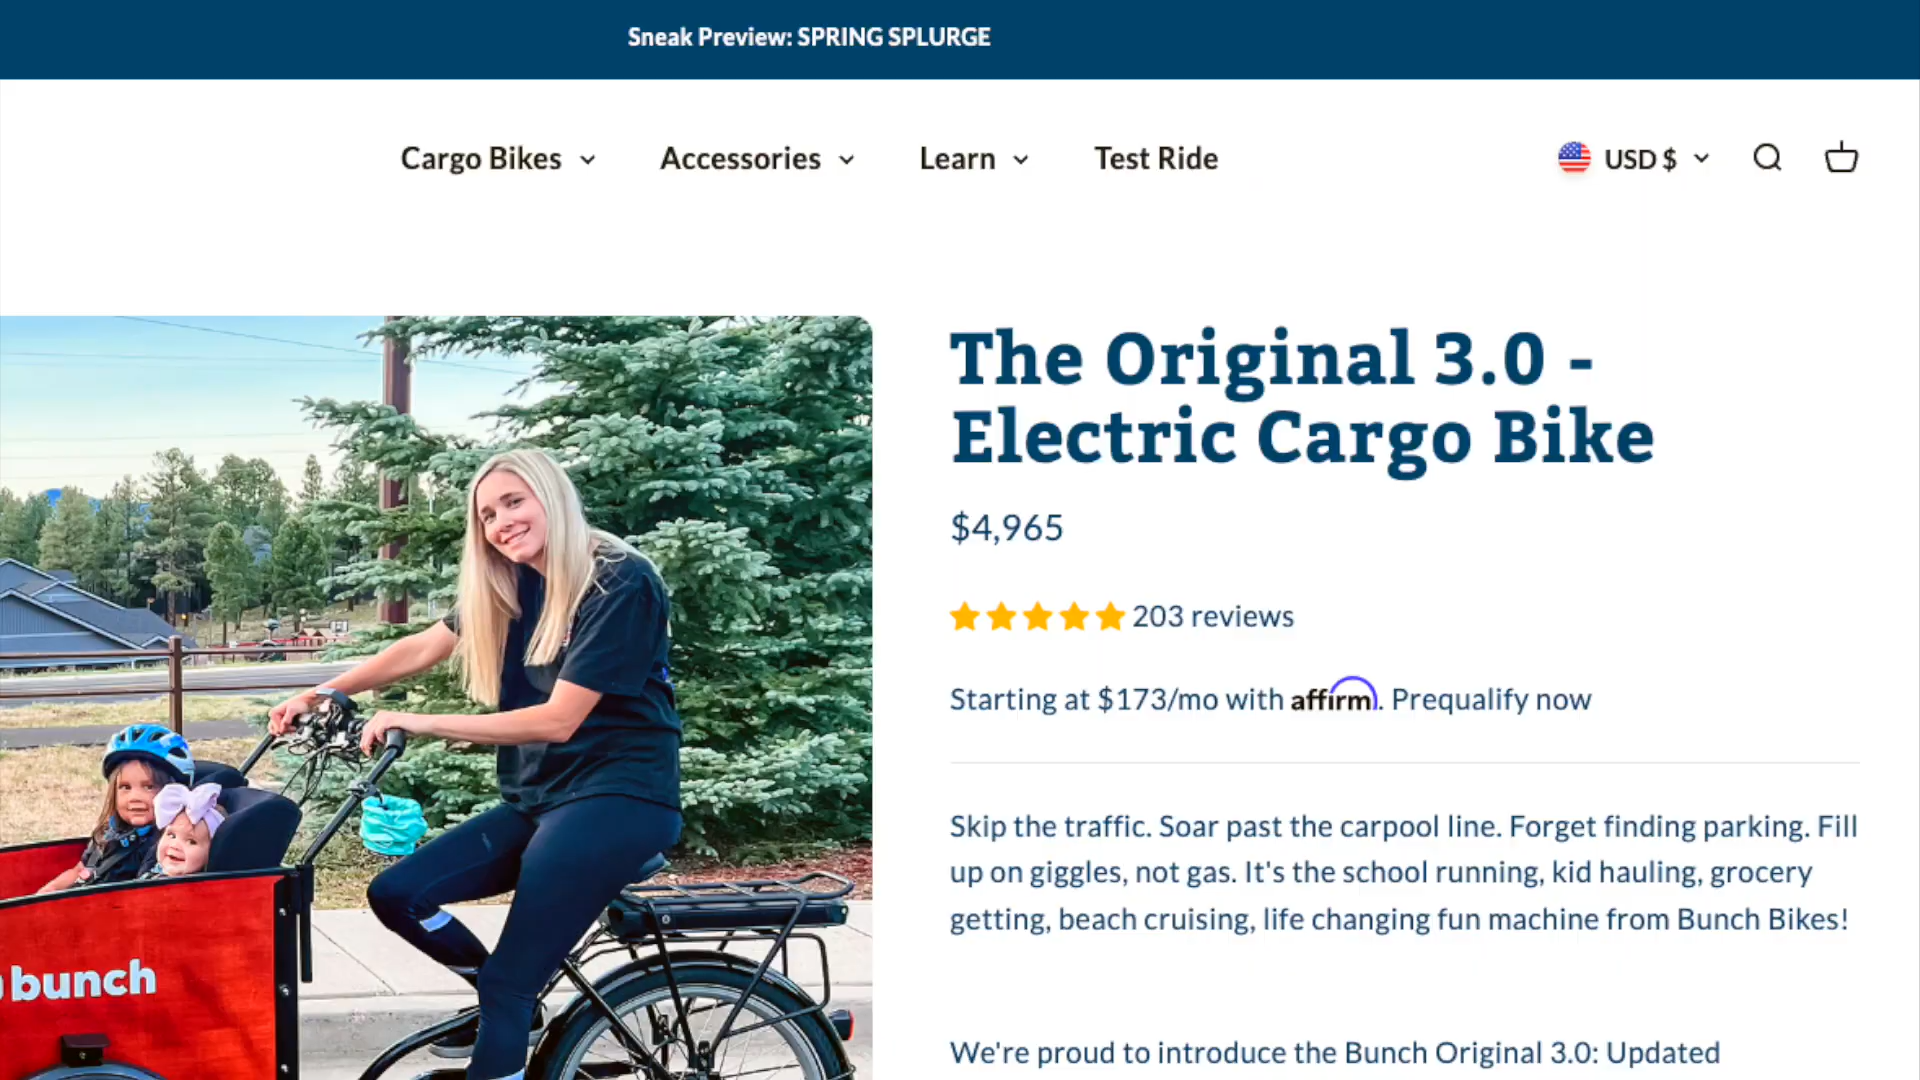 Sneak Preview: SPRING SPLURGE
Cargo Bikes
Accessories
Learn
Test Ride
USD $
The Original 3.0 -
Electric Cargo Bike
$4,965
203 reviews
Starting at $173/mo with affirm. Prequalify now
Skip the traffic. Soar past the carpool line. Forget finding parking. Fill
up on giggles, not gas. It's the school running, kid hauling, grocery
getting, beach cruising, life changing fun machine from Bunch Bikes!
We're proud to introduce the Bunch Original 3.0: Updated
bunch